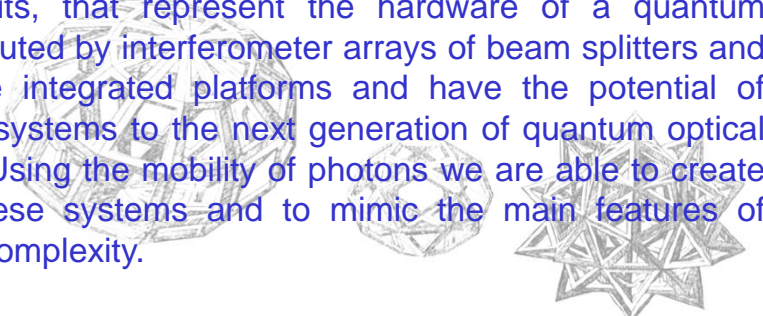 its, that represent the hardware of a quantum
uted by interferometer arrays of beam splitters and
integrated platforms and have the potential of
systems to the next generation of quantum optical
Using the mobility of photons we are able to create
ese systems and to mimic the main features of
omplexity.